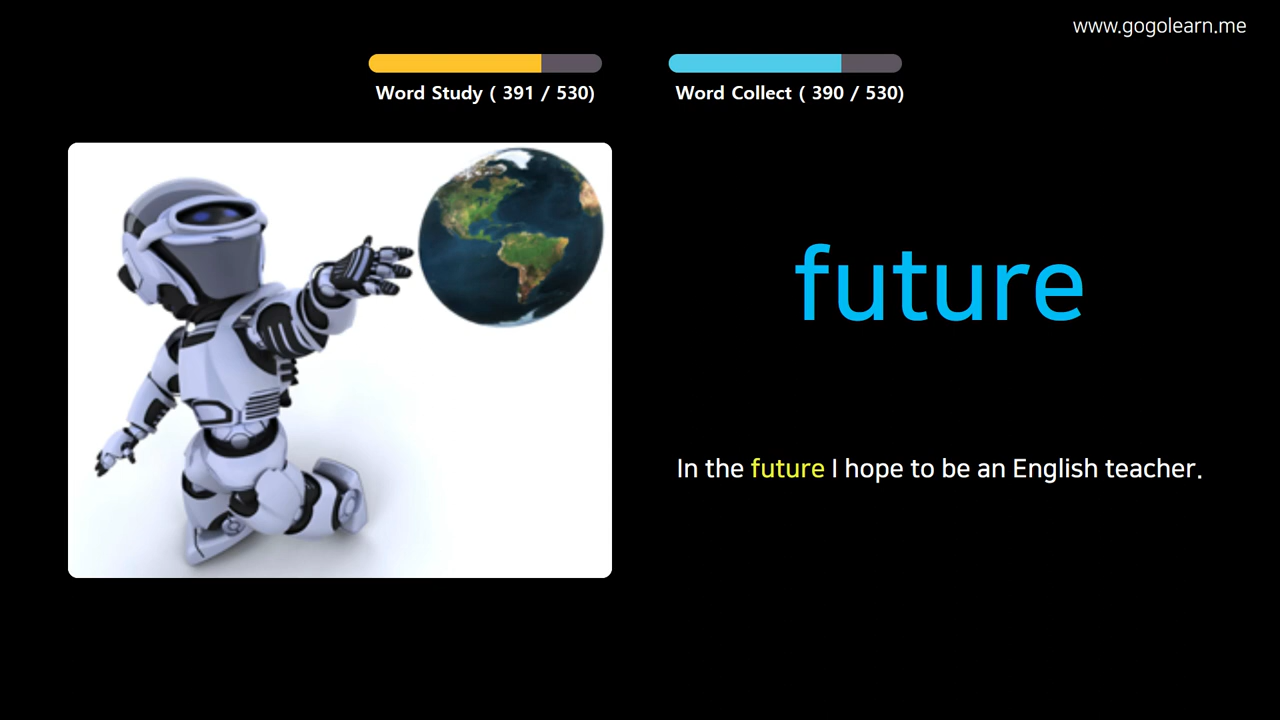 www.gogolearn.me
Word Study ( 391 / 530)
Word Collect ( 390 / 530)
future
In the future I hope to be an English teacher.